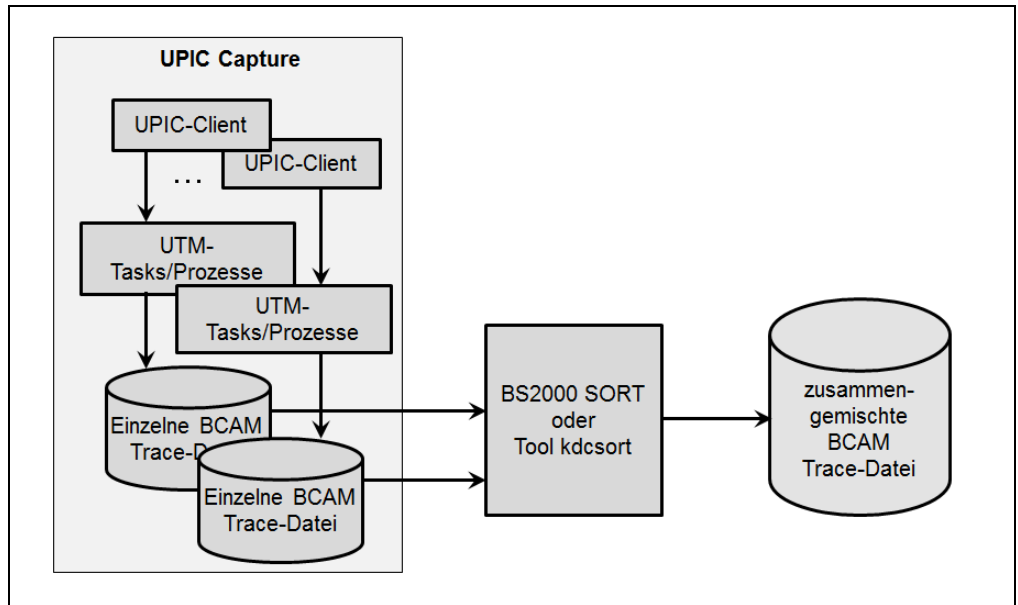 UPIC Capture
UPIC-Client
UPIC-Client
...
UTM-
Tasks/Prozesse
UTM-
Tasks/Prozesse
Einzelne BCAM
Trace-D
Einzelne BCAM
Trace-Datei
BS2000 SORT
oder
Tool kdcsort
zusammen-
gemischte
BCAM
Trace-Datei